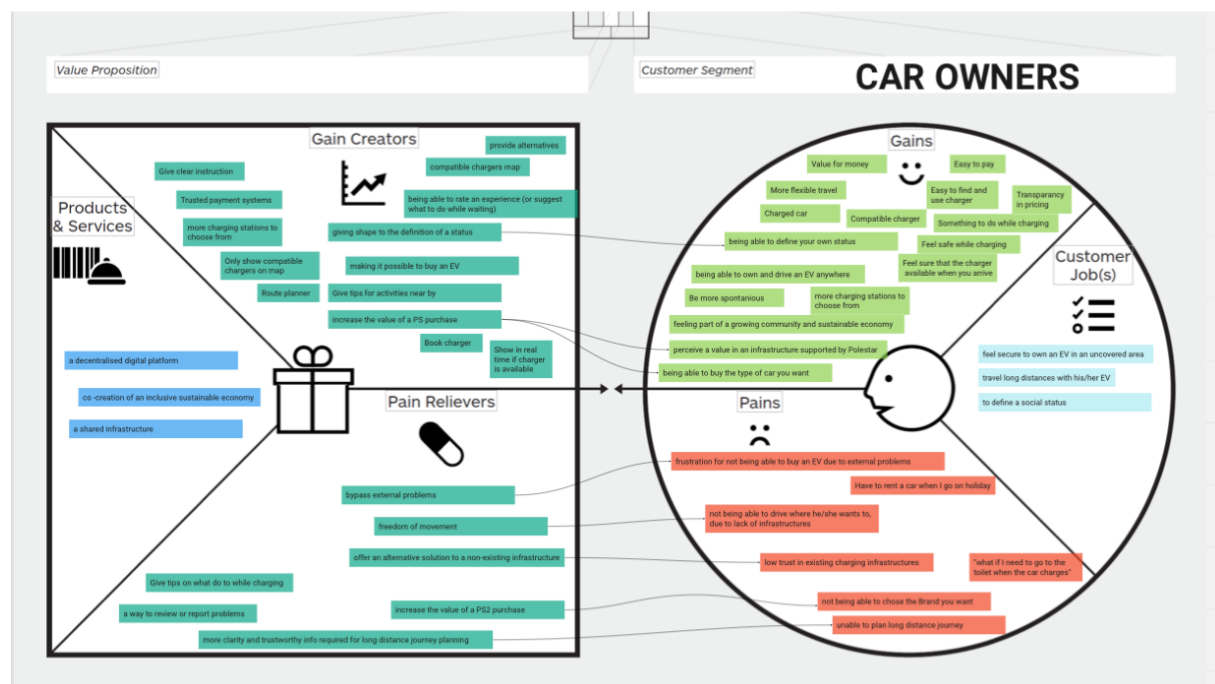 Value Proposition
Customer Segment
CAR OWNERS
Gain Creators
provide alternatives
compatible chargers map
Give clear instruction
Trusted payment systems
being able to rate an experience (or suggest
what to do while waiting)
Products
& Services
more charging stations to
choose from
giving shape to the definition of a status
Only show compatible
chargers on map
making it possible to buy an EV
Route planner
Give tips for activities near by
increase the value of a PS purchase
Book charger
Show in real
time if charger
is available
a decentralised digital platform
co -creation of an inclusive sustainable economy
a shared infrastructure
Pain Relievers
bypass external problems
freedom of movement
offer an alternative solution to a non-existing infrastructure
Give tips on what do to while charging
a way to review or report problems
increase the value of a PS2 purchase
more clarity and trustworthy info required for long distance journey planning
Gains
Value for money
Easy to pay
More flexible travel
Easy to find and
use charger
Transparancy
in pricing
Charged car
Compatible charger
Something to do while charging
being able to define your own status
Feel safe while charging
Feel sure that the charger
available when you arrive
being able to own and drive an EV anywhere
Be more spontanious
more charging stations to
choose from
feeling part of a growing community and sustainable economy
perceive a value in an infrastructure supported by Polestar
being able to buy the type of car you want
Customer
Job(s)
feel secure to own an EV in an uncovered area
travel long distances with his/her EV
to define a social status
Pains
frustration for not being able to buy an EV due to external problems
Have to rent a car when I go on holiday
not being able to drive where he/she wants to,
due to lack of infrastructures
low trust in existing charging infrastructures
"what if I need to go to the
toilet when the car charges"
not being able to chose the Brand you want
unable to plan long distance journey